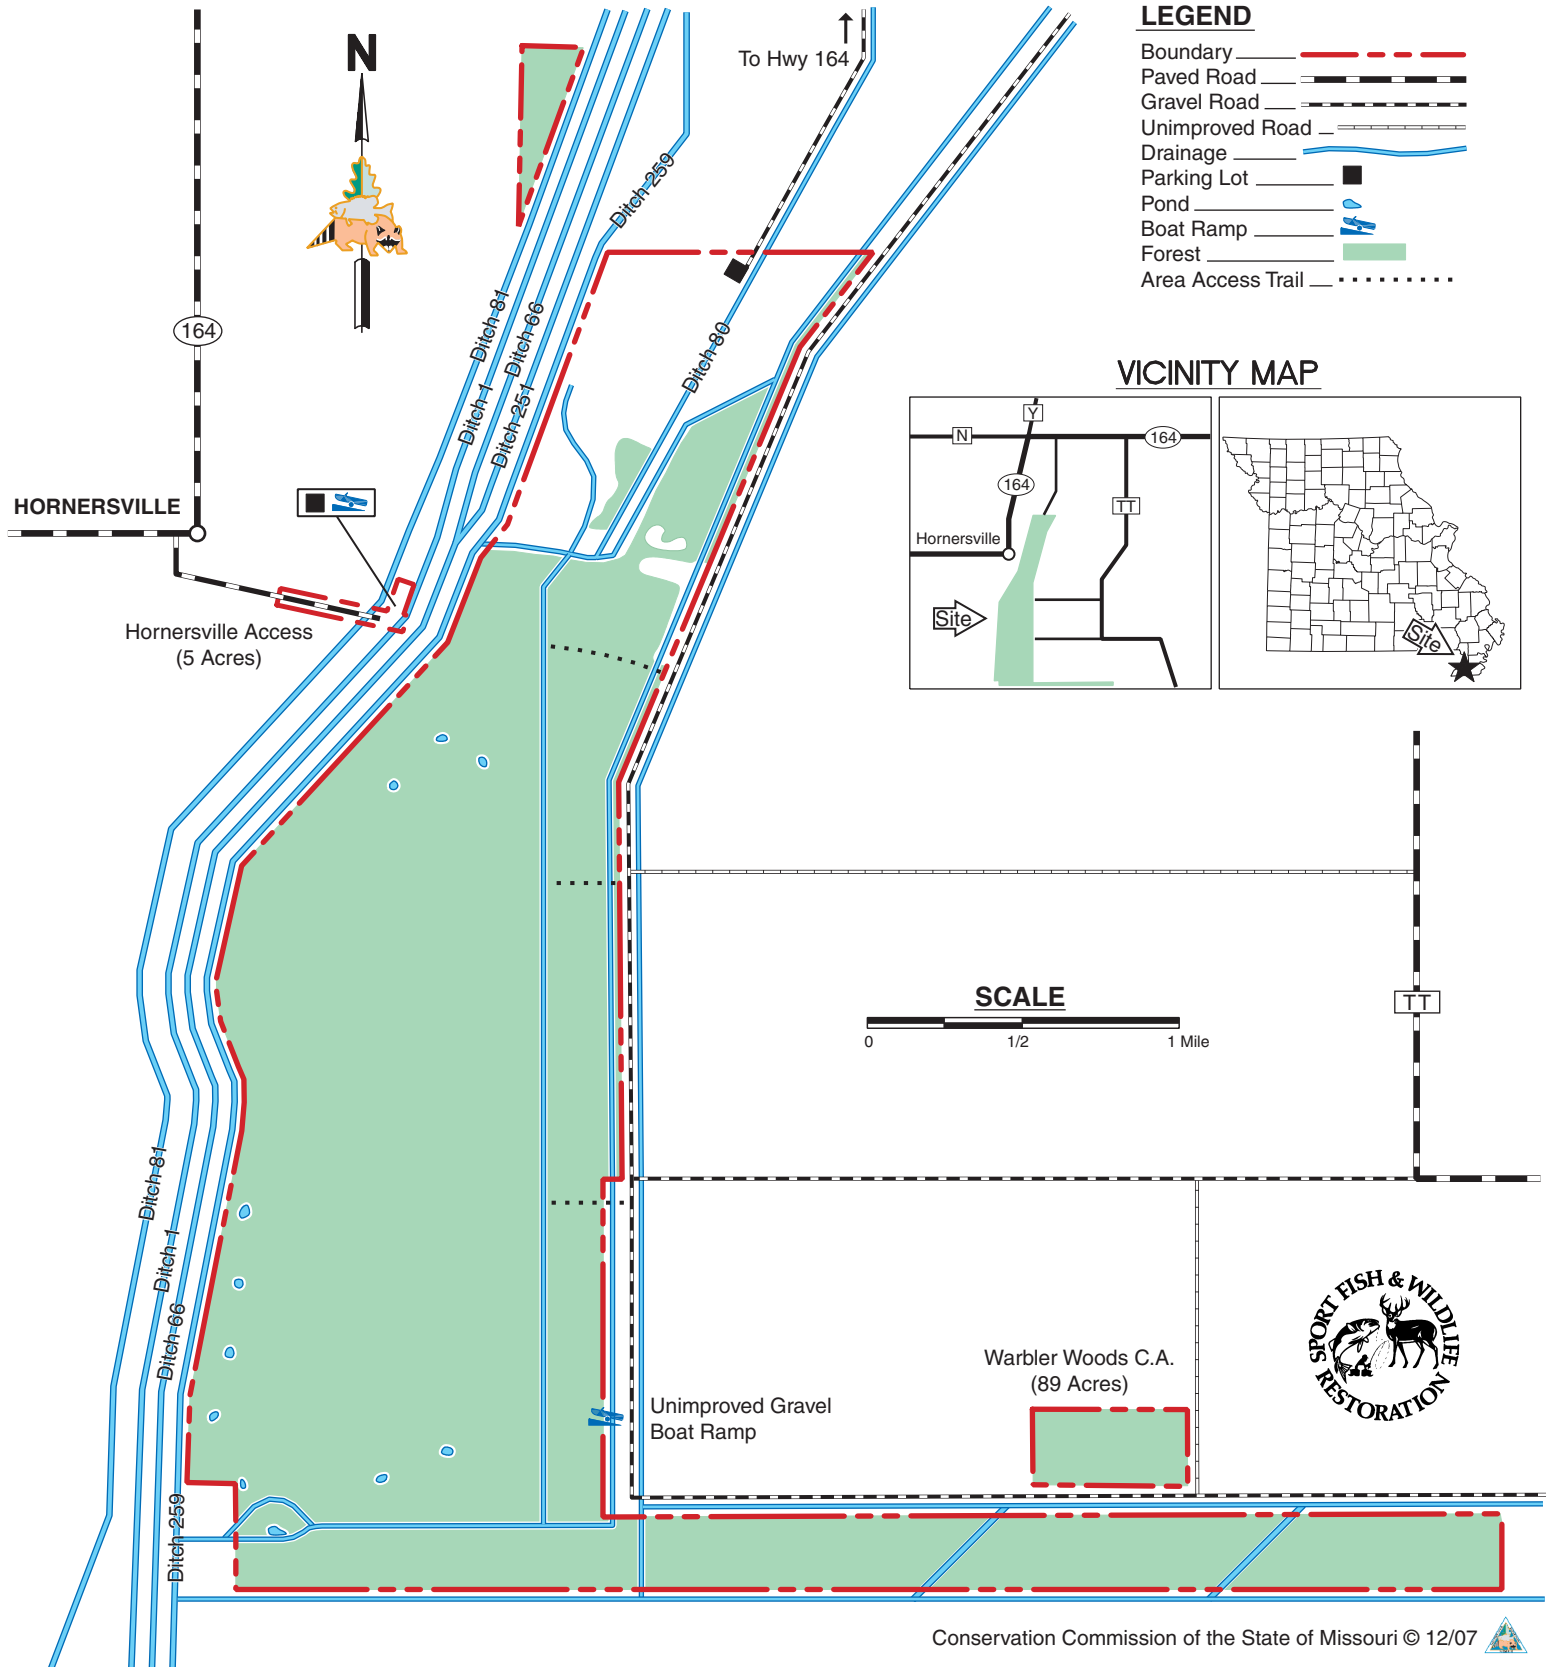 LEGEND
Boundary
Paved Road
Gravel Road
Unimproved Road
Drainage
Parking Lot
Pond
Boat Ramp
Forest
Area Access Trail
N
To Hwy 164
Ditch 259
164
Ditch 81
Ditch 66
Ditch 1
Ditch 251
Ditch 80
HORNERSVILLE
Hornersville Access
(5 Acres)
VICINITY MAP
Y
N
164
164
TT
Hornersville
Site
Site
SCALE
0
1/2
1 Mile
TT
Ditch 81
Ditch 1
Ditch 66
Ditch 259
Unimproved Gravel
Boat Ramp
Warbler Woods C.A.
(89 Acres)
SPORT FISH & WILDLIFE
RESTORATION
Conservation Commission of the State of Missouri © 12/07